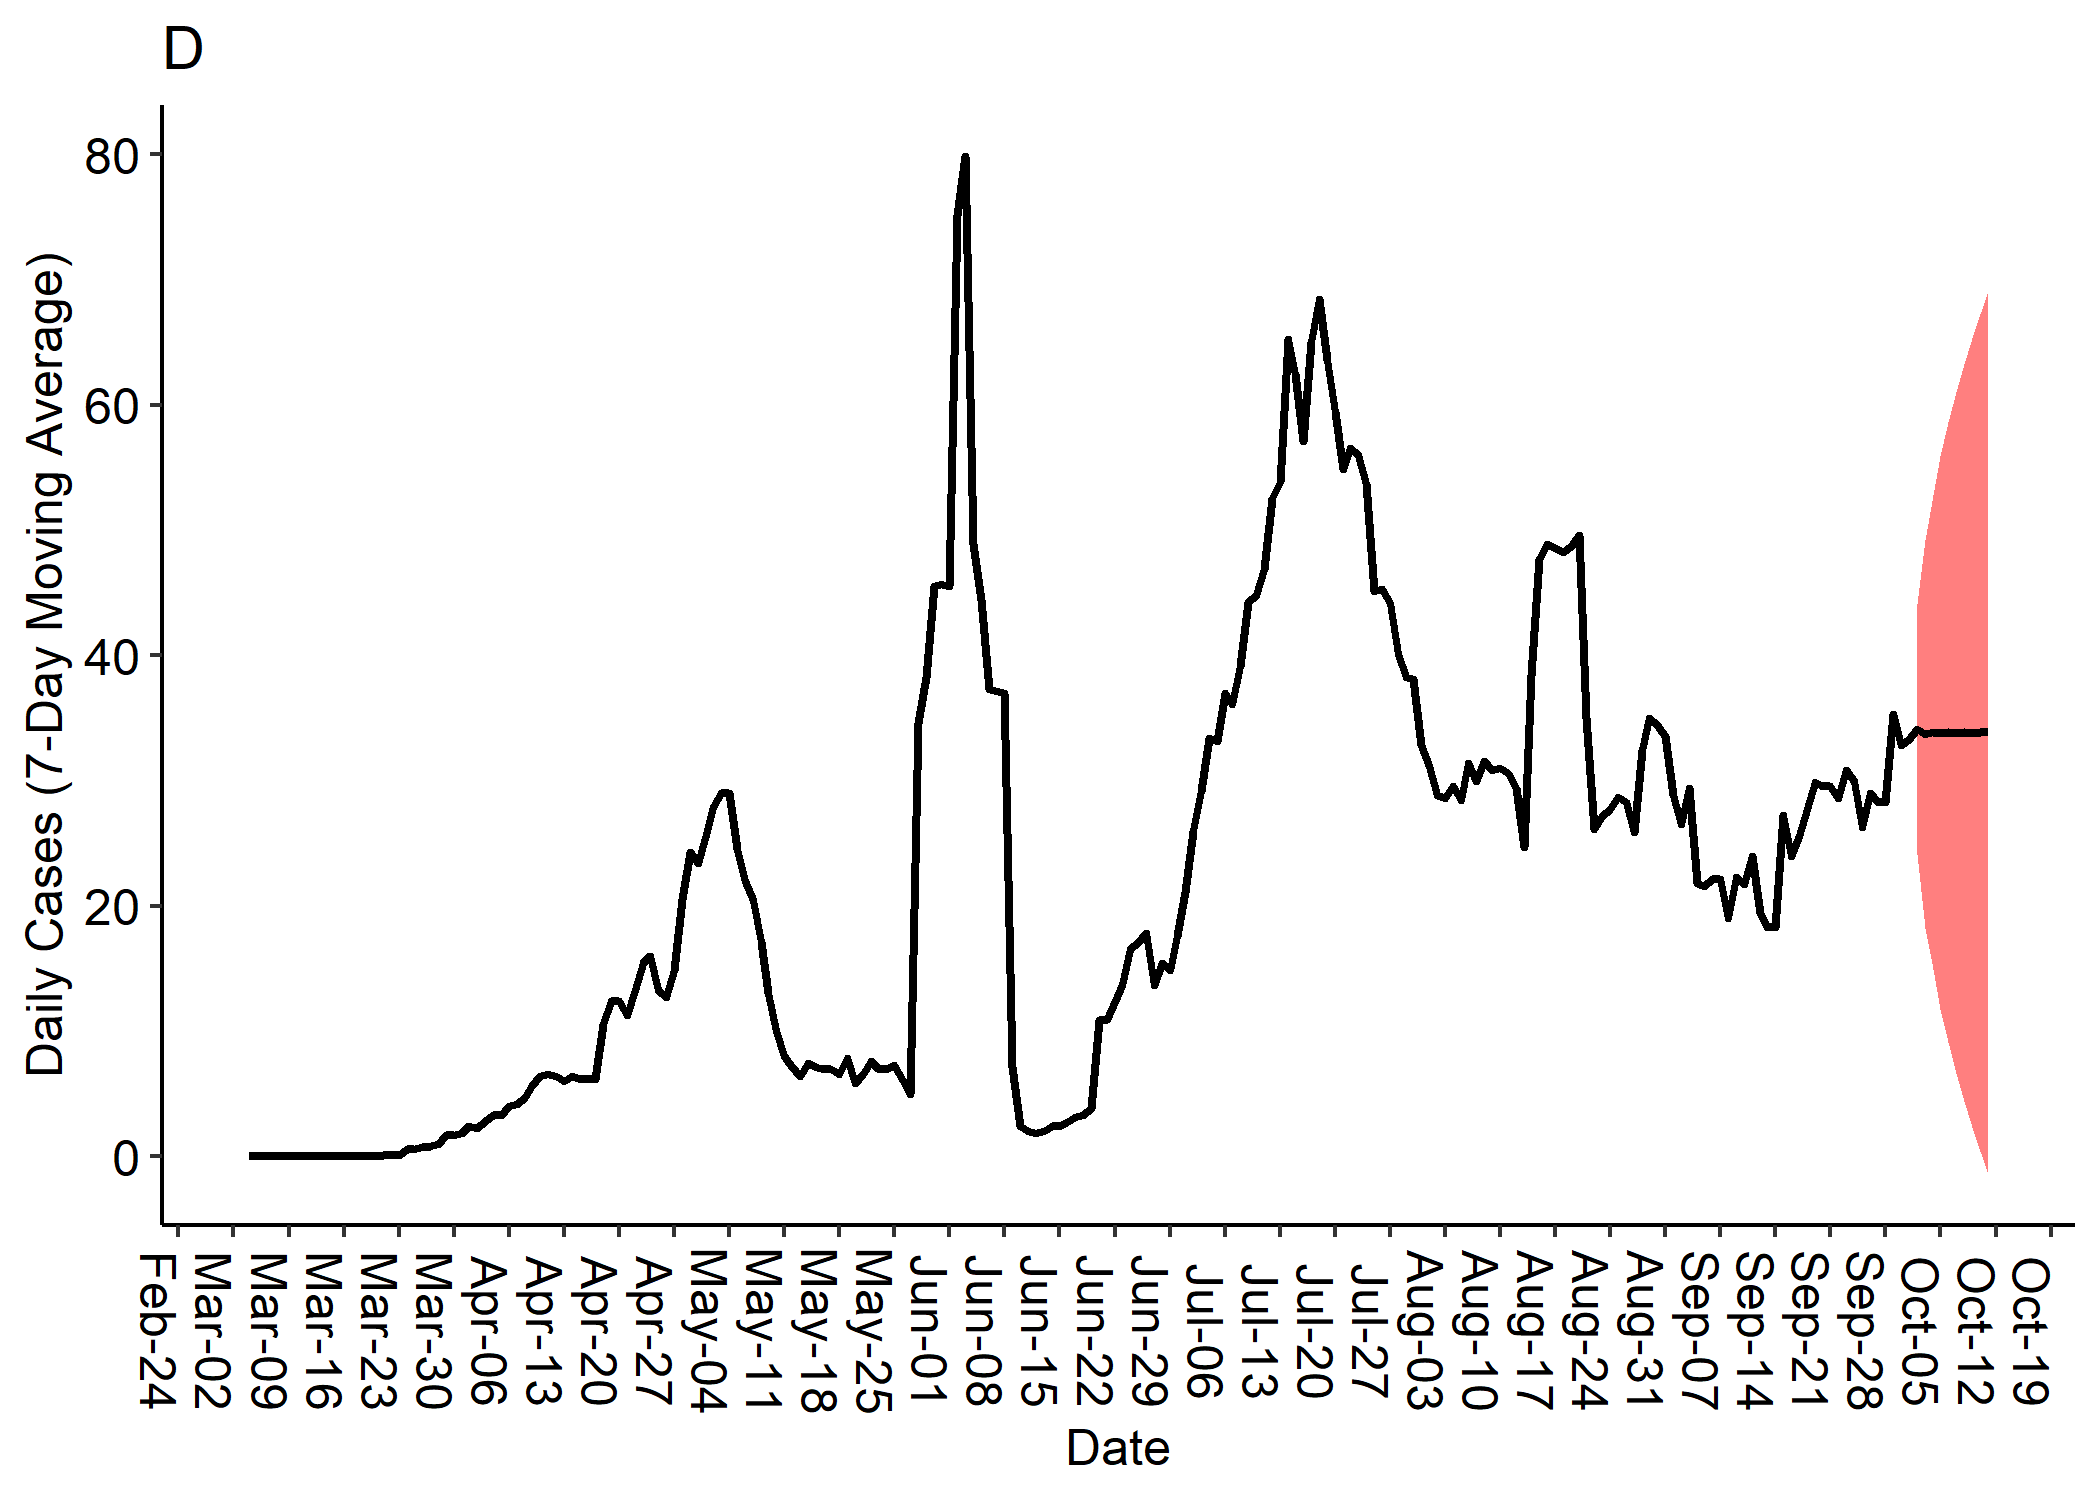 D
Daily Cases (7-Day Moving Average)
80
60
40
20
0
Feb-24
Mar-02
Mar-09
Mar-16
Mar-23
Mar-30
Apr-06
Apr-13
Apr-20
Apr-27
May-04
May-11
May-18
May-25
Jun-01
Jun-08
Jun-15
Jun-22
Jun-29
Jul-06
Jul-13
Jul-20
Jul-27
Aug-03
Aug-10
Aug-17
Aug-24
Aug-31
Sep-07
Sep-14
Sep-21
Sep-28
Oct-05
Oct-12
Oct-19
Date